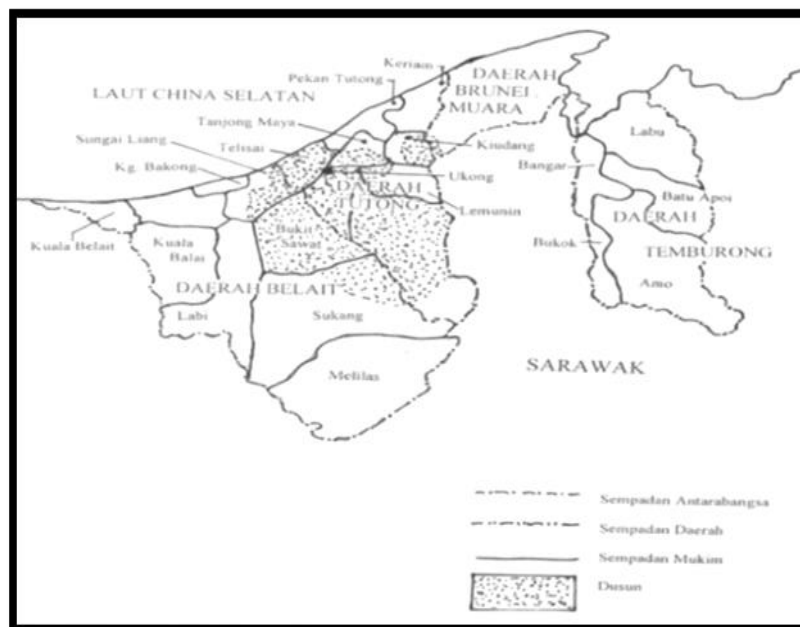 Keriam
DAERAH
BRUNEI
MUARA
Pekan Tutong
LAUT CHINA SELATAN
Tanjong Maya
Labu
Sungai Liang
Telisai
Kiudang
Kg. Bakong
Bangar
Ukong
DAERAH
TUTONG
Lemunin
Batu Apoi
DAERAH
TEMBURONG
Kuala Belait
Kuala
Balai
Bukit
Sawat
Bukok
DAERAH BELAIT
Amo
Labi
Sukang
SARAWAK
Melilas
Sempadan Antarabangsa
Sempadan Daerah
Sempadan Mukim
Dusun